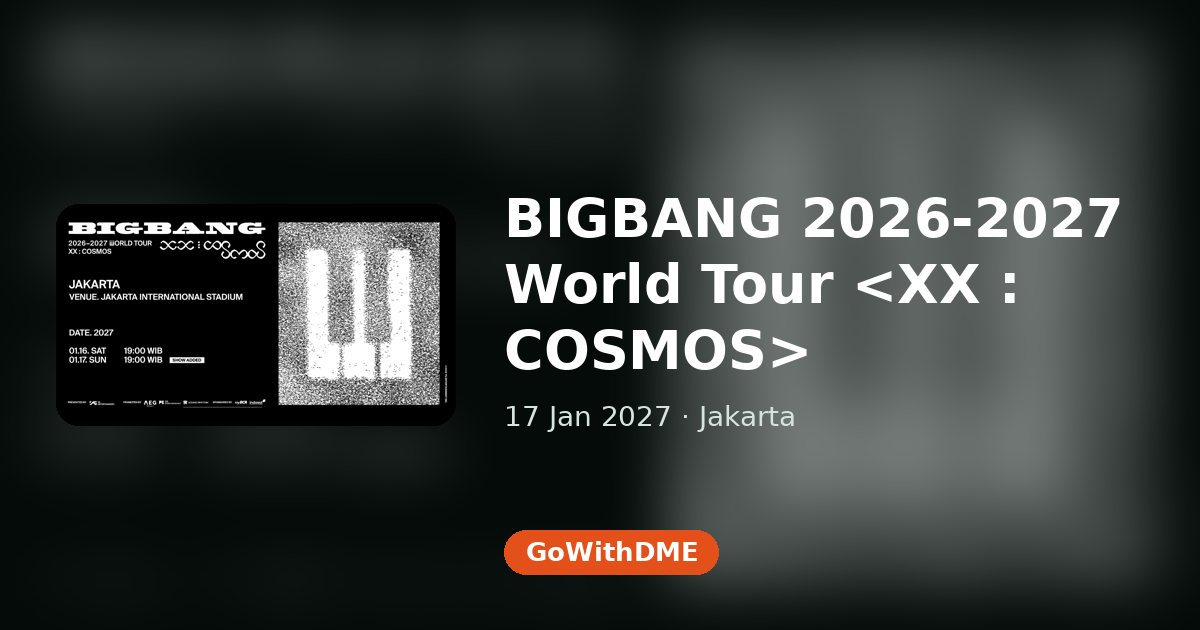 BIGBANG
2026-2027 WORLD TOUR
XX : COSMOS
XX : COSMOS
JAKARTA
VENUE. JAKARTA INTERNATIONAL STADIUM
DATE. 2027
01.16. SAT 19:00 WIB
01.17. SUN 19:00 WIB SHOW ADDED
BIGBANG 2026-2027
World Tour <XX :
COSMOS>
17 Jan 2027 · Jakarta
GoWithDME